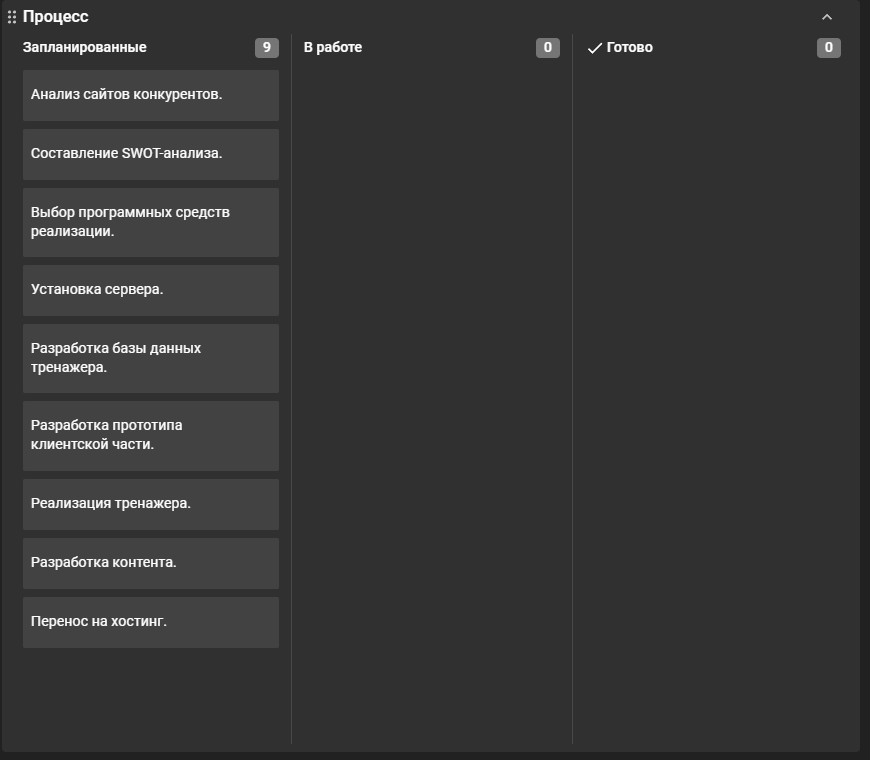 Процесс
Запланированные 9
В работе 0
Готово 0
Анализ сайтов конкурентов.
Составление SWOT-анализа.
Выбор программных средств
реализации.
Установка сервера.
Разработка базы данных
тренажера.
Разработка прототипа
клиентской части.
Реализация тренажера.
Разработка контента.
Перенос на хостинг.